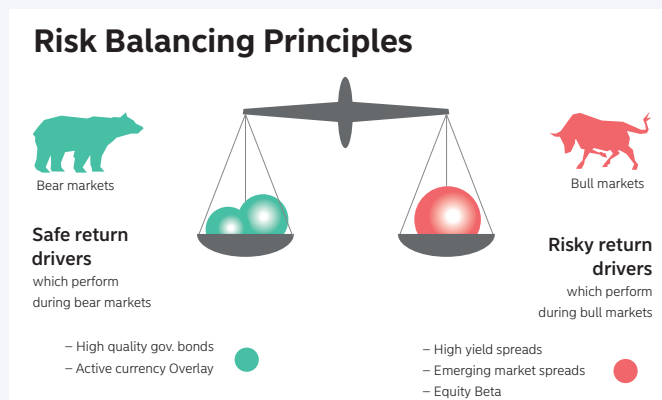 Risk Balancing Principles
Bear markets
Bull markets
Safe return
drivers
which perform
during bear markets
Risky return
drivers
which perform
during bull markets
– High quality gov. bonds
– Active currency Overlay
– High yield spreads
– Emerging market spreads
– Equity Beta